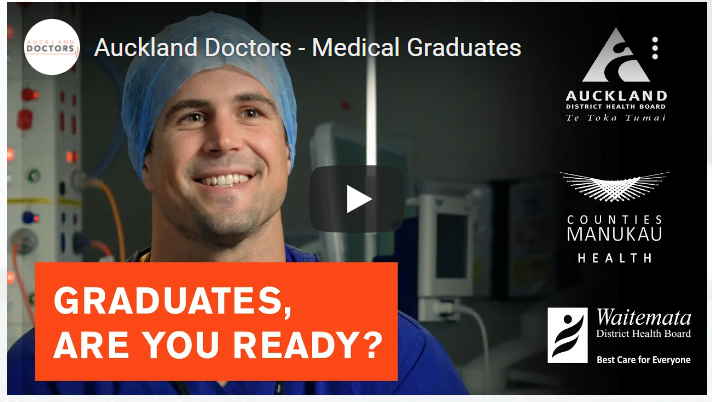 AUCKLAND
DOCTORS
Auckland Doctors - Medical Graduates
AUCKLAND
DISTRICT HEALTH BOARD
Te Toka Tumai
COUNTIES
MANUKAU
HEALTH
GRADUATES,
ARE YOU READY?
Waitemata
District Health Board
Best Care for Everyone